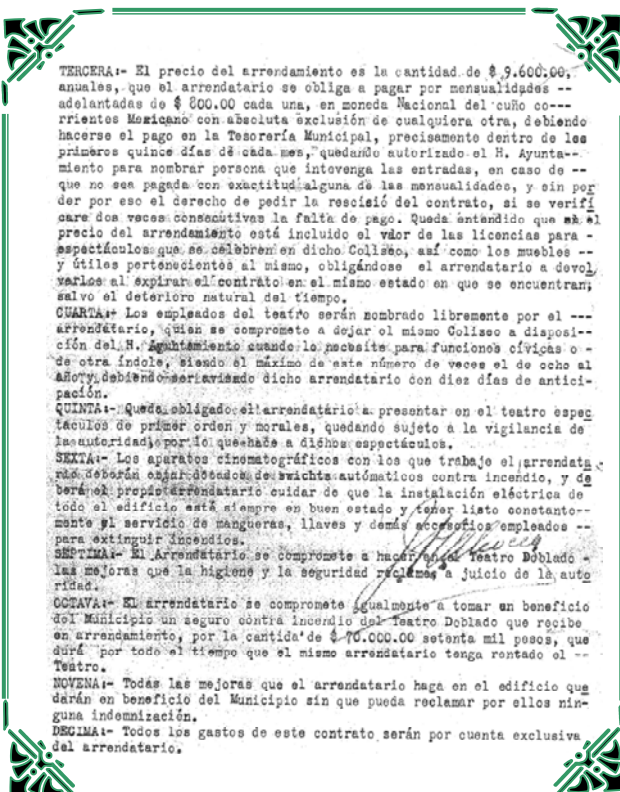 TERCERA:- El precio del arrendamiento es la cantidad de $ 9.600.00,
anuales, que el arrendatario se obliga a pagar por mensualidades --
adelantadas de $ 800.00 cada una, en moneda Nacional del cuño co---
rrientes Mexicano con absoluta exclusión de cualquiera otra, debiendo
hacerse el pago en la Tesorería Municipal, precisamente dentro de los
primeros quince días de cada mes, quedando autorizado el H. Ayunta--
miento para nombrar persona que intevenga las entradas, en caso de --
que no sea pagada con exactitud alguna de las mensualidades, y sin por
der por eso el derecho de pedir la rescisió del contrato, si se verifi
care dos veces consecutivas la falta de pago. Queda entendido que en el
precio del arrendamiento está incluido el valor de las licencias para -
espectáculos que se celebren en dicho Coliseo, así como los muebles --
y útiles pertenecientes al mismo, obligándose el arrendatario a devol
verlos al expirar el contrato en el mismo estado en que se encuentran,
salvo el deterioro natural del tiempo.
CUARTA:- Los empleados del teatro serán nombrado libremente por el ---
arrendatario, quien se compromete a dejar el mismo Coliseo a disposi--
ción del H. Ayuntamiento cuando lo necesite para funciones cívicas o -
de otra índole, siendo el máximo de este número de veces el de ocho al
año y debiendo ser avisado dicho arrendatario con diez días de antici-
pación.
QUINTA:- Queda obligado el arrendatario a presentar en el teatro espec
táculos de primer orden y morales, quedando sujeto a la vigilancia de
la autoridad por lo que hace a dichos espectáculos.
SEXTA:- Los aparatos cinematográficos con los que trabaje el arrendata
rio deberán estar dotados de swichts autómaticos contra incendio, y de
berá el propio arrendatario cuidar de que la instalación eléctrica de
todo el edificio esté siempre en buen estado y tener listo constante--
mente el servicio de mangueras, llaves y demás accesorios empleados --
para extinguir incendios.
SEPTIMA:- El Arrendatario se compromete a hacer en el Teatro Doblado -
las mejoras que la higiene y la seguridad reclame, a juicio de la auto
ridad.
OCTAVA:- El arrendatario se compromete igualmente a tomar en beneficio
del Municipio un seguro contra incendio del Teatro Doblado que recibe
en arrendamiento, por la cantida de $ 70.000.00 setenta mil pesos, que
dura por todo el tiempo que el mismo arrendatario tenga rentado el --
Teatro.
NOVENA:- Todas las mejoras que el arrendatario haga en el edificio que
darán en beneficio del Municipio sin que pueda reclamar por ellos nin-
guna indemnización.
DECIMA:- Todos los gastos de este contrato serán por cuenta exclusiva
del arrendatario.